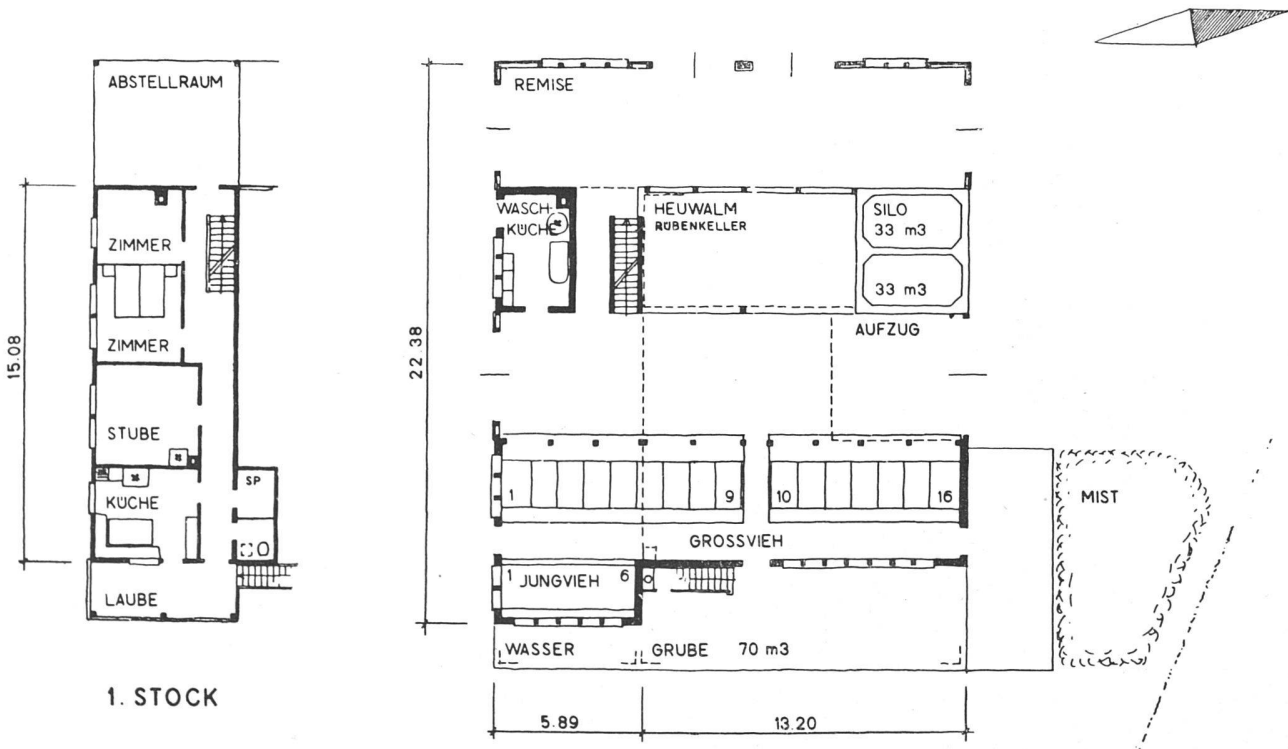 ABSTELLRAUM
ZIMMER
ZIMMER
STUBE
KÜCHE
SP
LAUBE
15.08
1. STOCK
REMISE
WASCH-
KÜCHE
HEUWALM
RÜBENKELLER
SILO
33 m3
33 m3
AUFZUG
22.38
1
9
10
16
GROSSVIEH
1
JUNGVIEH
6
MIST
WASSER
GRUBE 70 m3
5.89
13.20